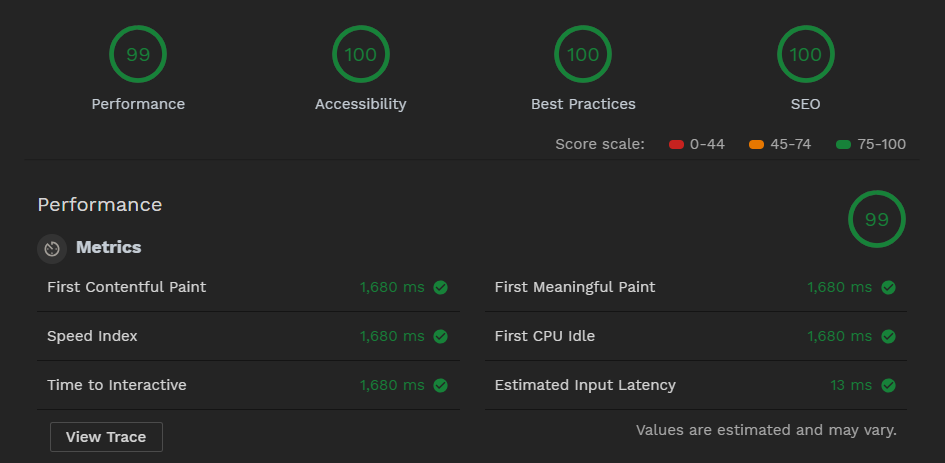 99 100 100 100
Performance Accessibility Best Practices SEO
Score scale: 0-44 45-74 75-100
Performance 99
Metrics
First Contentful Paint 1,680 ms First Meaningful Paint 1,680 ms
Speed Index 1,680 ms First CPU Idle 1,680 ms
Time to Interactive 1,680 ms Estimated Input Latency 13 ms
View Trace Values are estimated and may vary.